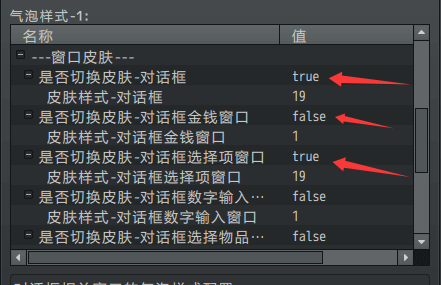 气泡样式-1:
名称 值
---窗口皮肤---
是否切换皮肤-对话框 true
皮肤样式-对话框 19
是否切换皮肤-对话框金钱窗口 false
皮肤样式-对话框金钱窗口 1
是否切换皮肤-对话框选择项窗口 true
皮肤样式-对话框选择项窗口 19
是否切换皮肤-对话框数字输入… false
皮肤样式-对话框数字输入窗口 1
是否切换皮肤-对话框选择物品… false